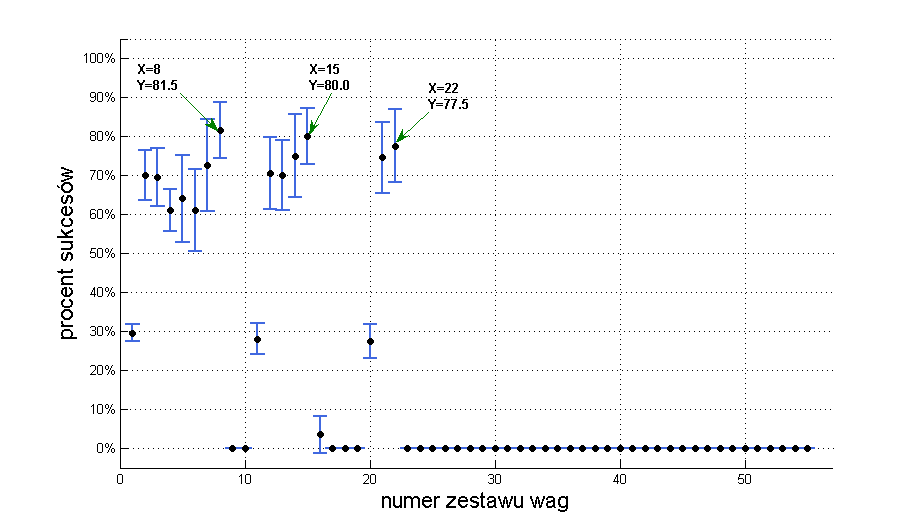 100%
X=8
Y=81.5
X=15
Y=80.0
X=22
Y=77.5
90%
80%
70%
60%
50%
40%
30%
20%
10%
0%
procent sukcesów
0 10 20 30 40 50
numer zestawu wag